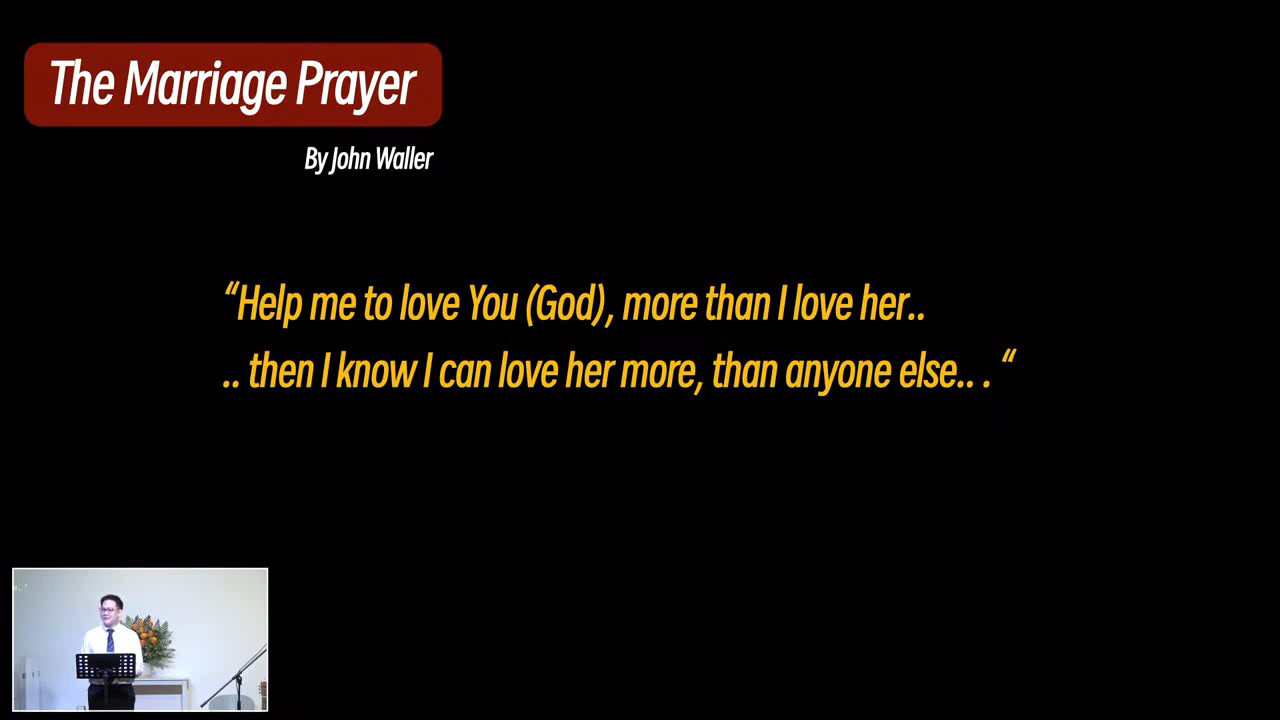 The Marriage Prayer
By John Waller
“Help me to love You (God), more than I love her..
.. then I know I can love her more, than anyone else.. . “